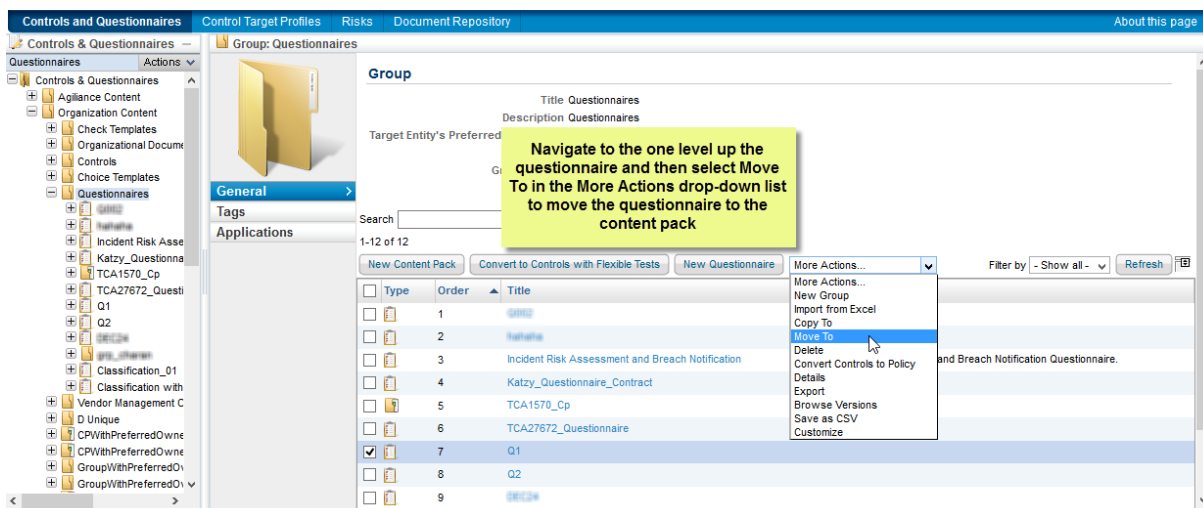 Controls and Questionnaires Control Target Profiles Risks Document Repository About this page
Controls & Questionnaires
Questionnaires Actions
Controls & Questionnaires
Agiliance Content
Organization Content
Check Templates
Organizational Docume
Controls
Choice Templates
Questionnaires
Incident Risk Asse
Katzy_Questionna
TCA1570_Cp
TCA27672_Questi
Q1
Q2
Classification_01
Classification with
Vendor Management C
D Unique
CPWithPreferredOwne
CPWithPreferredOwne
GroupWithPreferredO
GroupWithPreferredO
Group: Questionnaires
General
Tags
Applications
Group
Title Questionnaires
Description Questionnaires
Target Entity's Preferred
Navigate to the one level up the
questionnaire and then select Move
To in the More Actions drop-down list
to move the questionnaire to the
content pack
Search
1-12 of 12
New Content Pack Convert to Controls with Flexible Tests New Questionnaire More Actions... Filter by - Show all - Refresh
More Actions...
New Group
Import from Excel
Copy To
Move To
Delete
Convert Controls to Policy
Details
Export
Browse Versions
Save as CSV
Customize
Type Order Title
1
2
3 Incident Risk Assessment and Breach Notification and Breach Notification Questionnaire.
4 Katzy_Questionnaire_Contract
5 TCA1570_Cp
6 TCA27672_Questionnaire
7 Q1
8 Q2
9